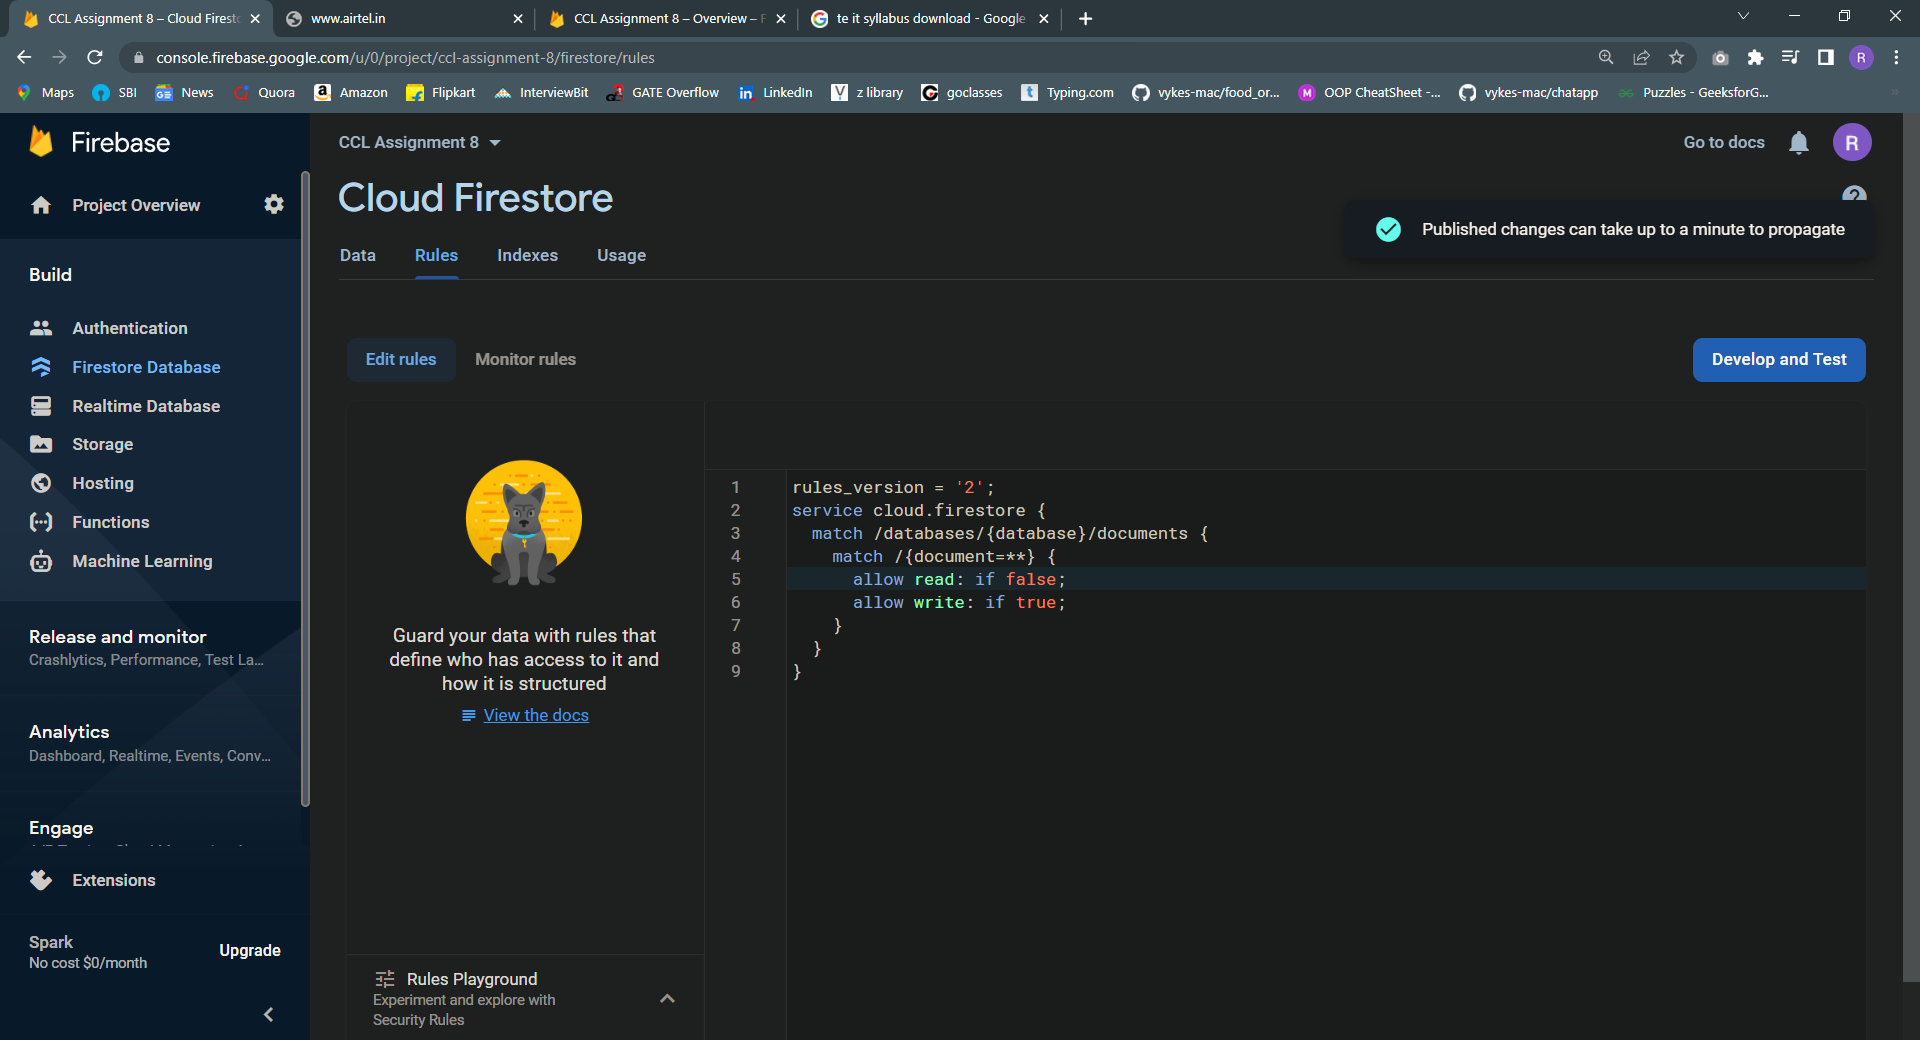 CCL Assignment 8 – Cloud Firest
www.airtel.in
CCL Assignment 8 – Overview – F
te it syllabus download - Google
console.firebase.google.com/u/0/project/ccl-assignment-8/firestore/rules
R
Maps
SBI
News
Quora
Amazon
Flipkart
InterviewBit
GATE Overflow
LinkedIn
z library
goclasses
Typing.com
vykes-mac/food_or...
OOP CheatSheet -...
vykes-mac/chatapp
Puzzles - GeeksforG...
Firebase
CCL Assignment 8
Go to docs
R
Project Overview
Cloud Firestore
Published changes can take up to a minute to propagate
Data
Rules
Indexes
Usage
Build
Authentication
Firestore Database
Realtime Database
Storage
Hosting
Functions
Machine Learning
Release and monitor
Crashlytics, Performance, Test La...
Analytics
Dashboard, Realtime, Events, Conv...
Engage
Extensions
Spark
No cost $0/month
Upgrade
Edit rules
Monitor rules
Develop and Test
Guard your data with rules that
define who has access to it and
how it is structured
View the docs
Rules Playground
Experiment and explore with
Security Rules
1 rules_version = '2';
2 service cloud.firestore {
3 match /databases/{database}/documents {
4 match /{document=**} {
5 allow read: if false;
6 allow write: if true;
7 }
8 }
9 }